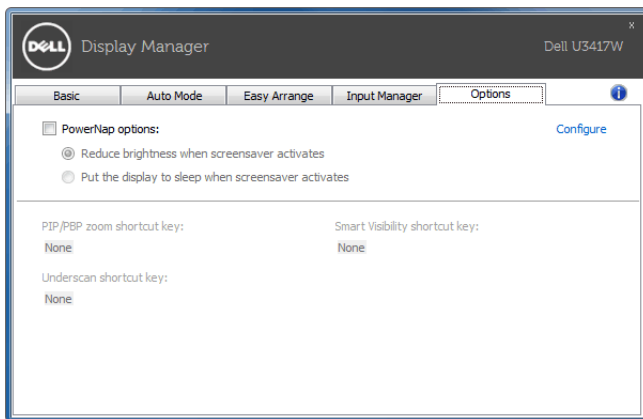 x
DELL Display Manager Dell U3417W
Basic Auto Mode Easy Arrange Input Manager Options i
PowerNap options: Configure
Reduce brightness when screensaver activates
Put the display to sleep when screensaver activates
PIP/PBP zoom shortcut key: Smart Visibility shortcut key:
None None
Underscan shortcut key:
None